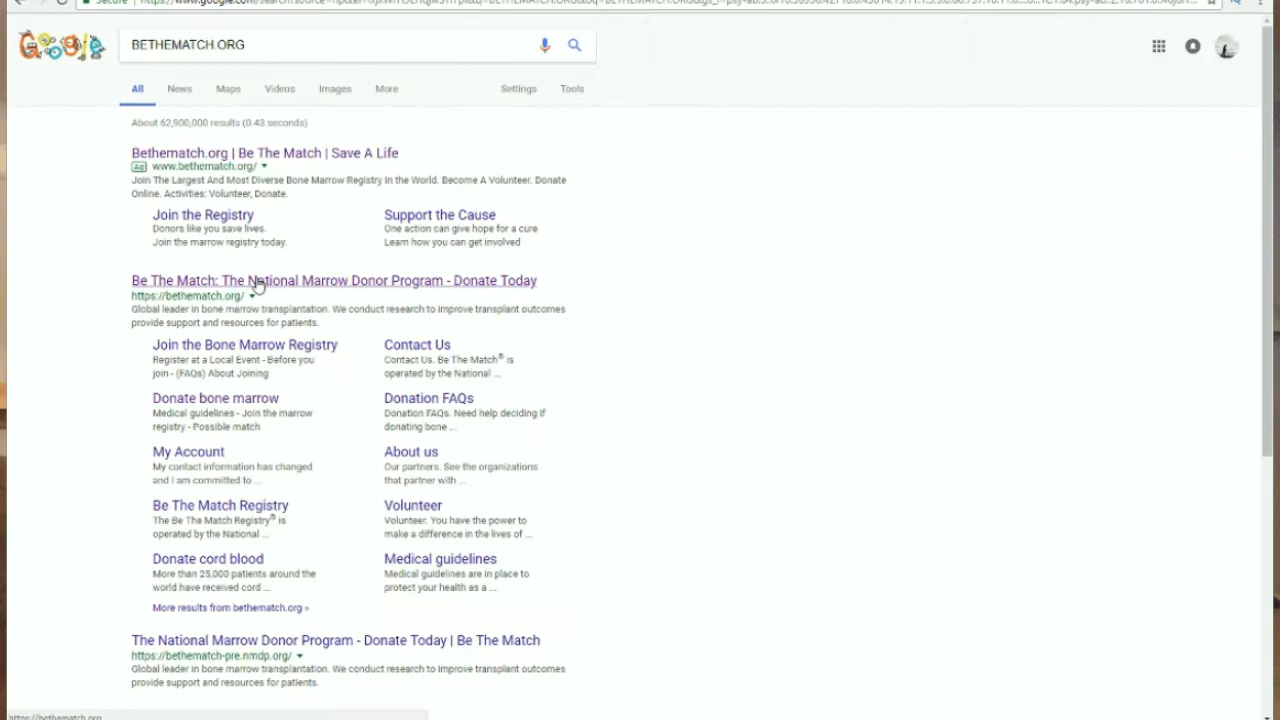 Secure
Google
BETHEMATCH ORG
All News Maps Videos Images More Settings Tools
About 62,900,000 results (0.43 seconds)
Bethematch.org | Be The Match | Save A Life
Ad www.bethematch.org/
Join The Largest And Most Diverse Bone Marrow Registry In the World. Become A Volunteer. Donate
Online. Activities: Volunteer, Donate.
Join the Registry Support the Cause
Donors like you save lives. One action can give hope for a cure
Join the marrow registry today. Learn how you can get involved
Be The Match: The National Marrow Donor Program - Donate Today
https://bethematch.org/
Global leader in bone marrow transplantation. We conduct research to improve transplant outcomes
provide support and resources for patients.
Join the Bone Marrow Registry Contact Us
Register at a Local Event - Before you Contact Us. Be The Match® is
join - (FAQs) About Joining operated by the National ...
Donate bone marrow Donation FAQs
Medical guidelines - Join the marrow Donation FAQs. Need help deciding if
registry - Possible match donating bone ...
My Account About us
My contact information has changed Our partners. See the organizations
and I am committed to ... that partner with ...
Be The Match Registry Volunteer
The Be The Match Registry® is Volunteer. You have the power to
operated by the National ... make a difference in the lives of ...
Donate cord blood Medical guidelines
More than 25,000 patients around the Medical guidelines are in place to
world have received cord ... protect your health as a ...
More results from bethematch.org »
The National Marrow Donor Program - Donate Today | Be The Match
https://bethematch-pre.nmdp.org/
Global leader in bone marrow transplantation. We conduct research to improve transplant outcomes
provide support and resources for patients.
https://bethematch.org